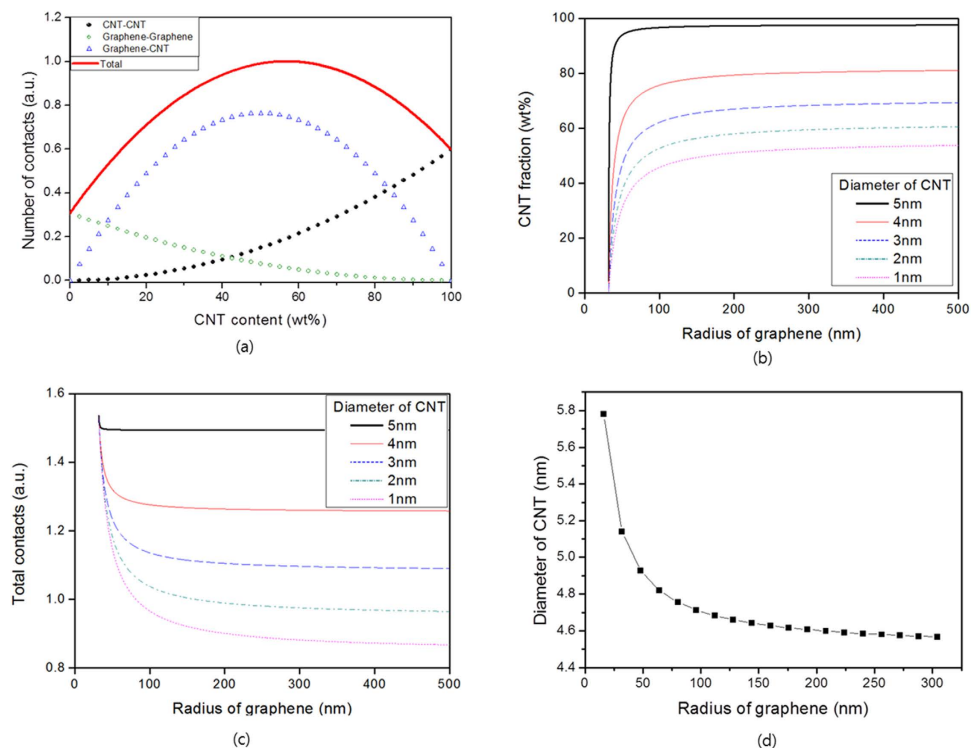 CNT-CNT
Graphene-Graphene
Graphene-CNT
Total
1.2
1.0
0.8
0.6
0.4
0.2
0.0
Number of contacts (a.u.)
0 20 40 60 80 100
CNT content (wt%)
(a)
100
80
60
40
20
0
CNT fraction (wt%)
Diameter of CNT
5nm
4nm
3nm
2nm
1nm
0 100 200 300 400 500
Radius of graphene (nm)
(b)
1.6
1.4
1.2
1.0
0.8
Total contacts (a.u.)
Diameter of CNT
5nm
4nm
3nm
2nm
1nm
0 100 200 300 400 500
Radius of graphene (nm)
(c)
5.8
5.6
5.4
5.2
5.0
4.8
4.6
4.4
Diameter of CNT (nm)
0 50 100 150 200 250 300
Radius of graphene (nm)
(d)